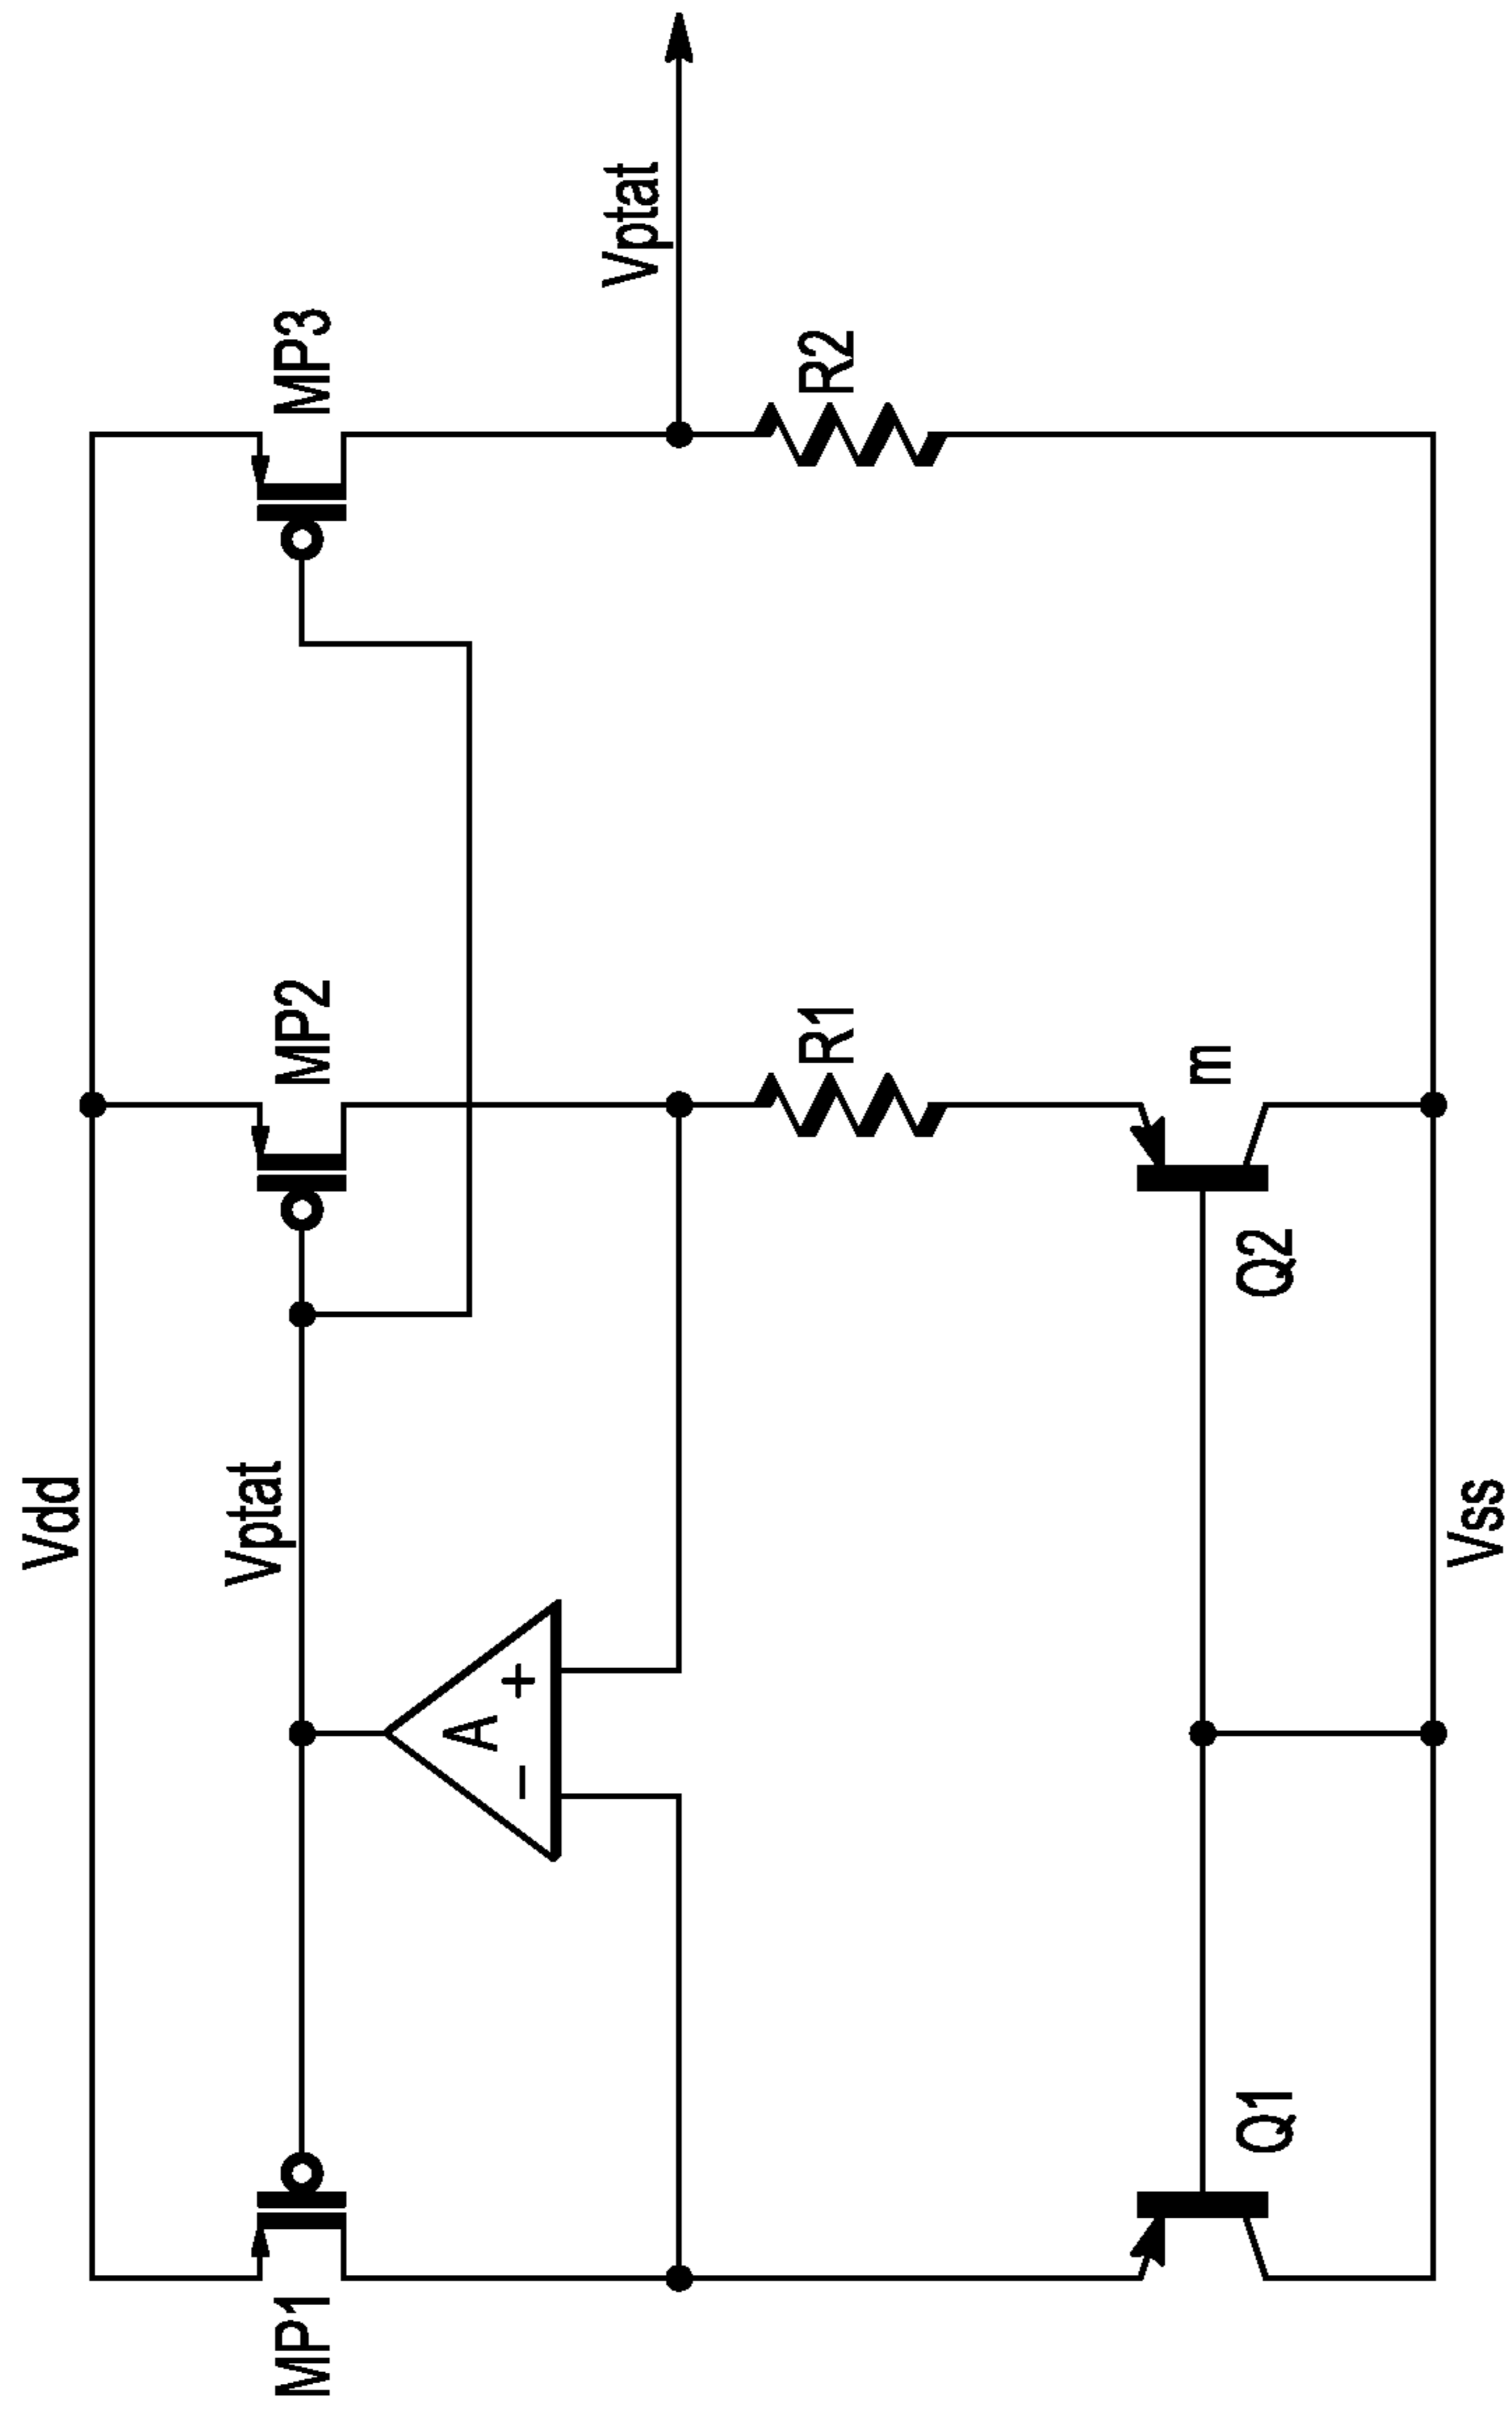 Vdd
MP1
Vptat
MP2
MP3
A
− +
Vptat
R1
R2
Q1
Q2
m
Vss